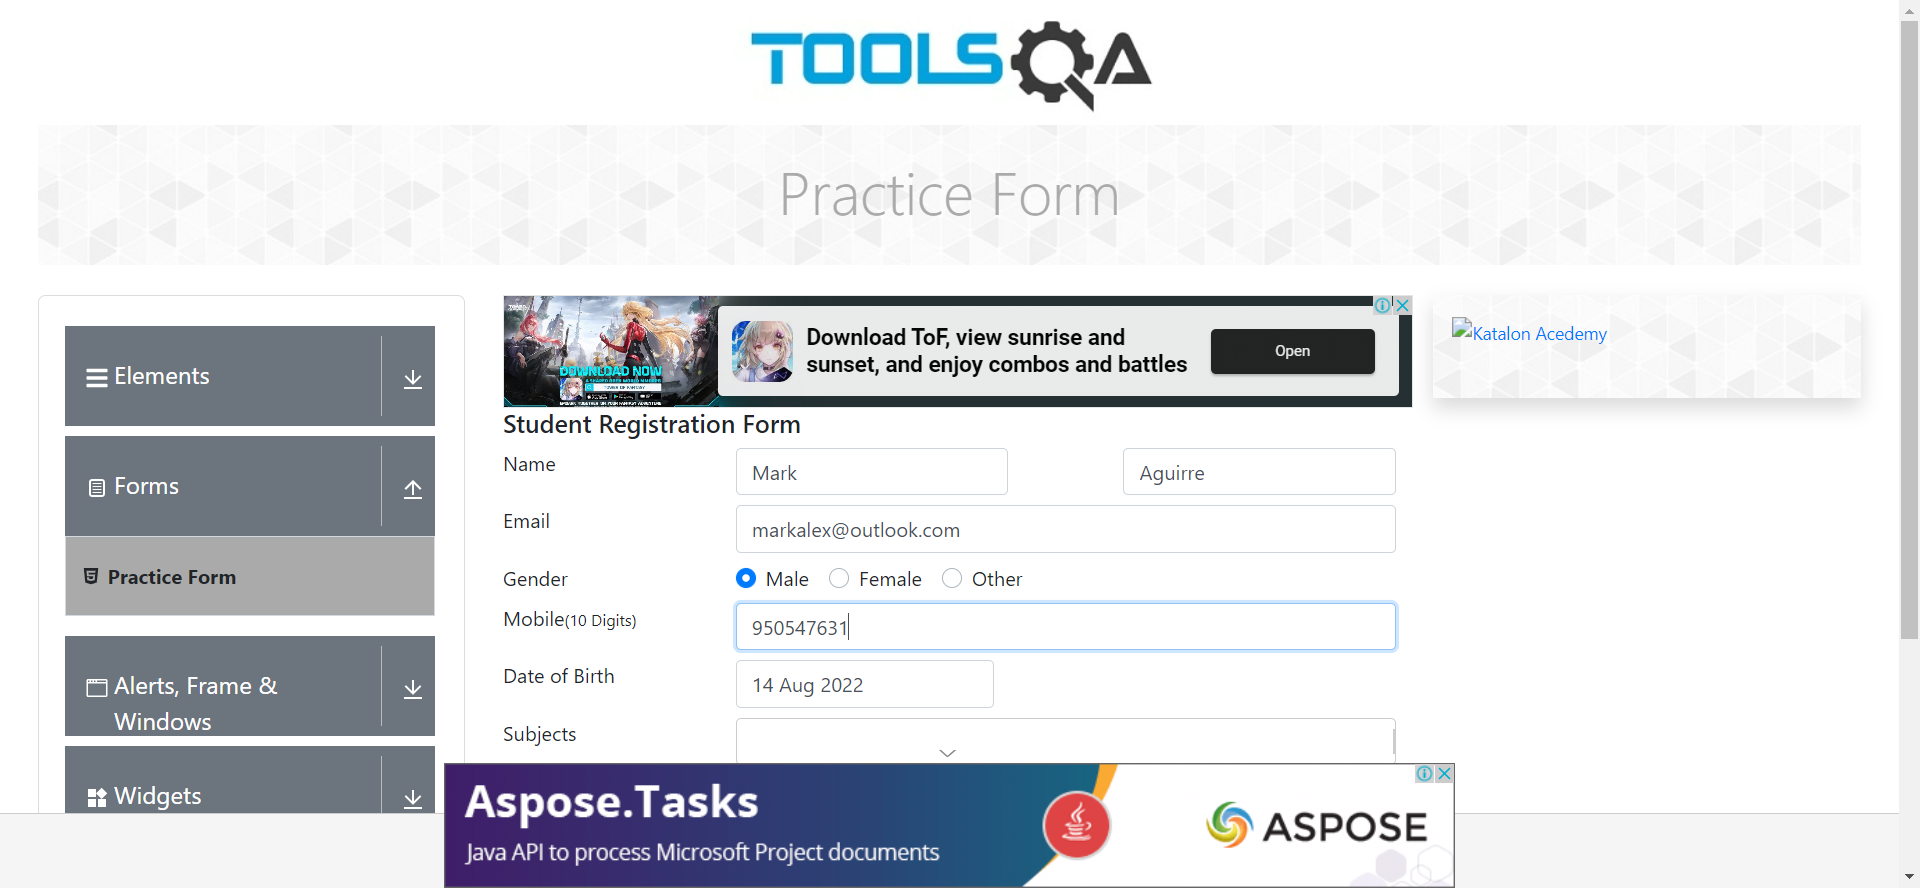 TOOLSQA
Practice Form
Elements
Forms
Practice Form
Alerts, Frame &
Windows
Widgets
DOWNLOAD NOW
Download ToF, view sunrise and
sunset, and enjoy combos and battles
Open
Katalon Acedemy
Student Registration Form
Name
Mark
Aguirre
Email
markalex@outlook.com
Gender
Male
Female
Other
Mobile(10 Digits)
950547631
Date of Birth
14 Aug 2022
Subjects
Aspose.Tasks
Java API to process Microsoft Project documents
ASPOSE